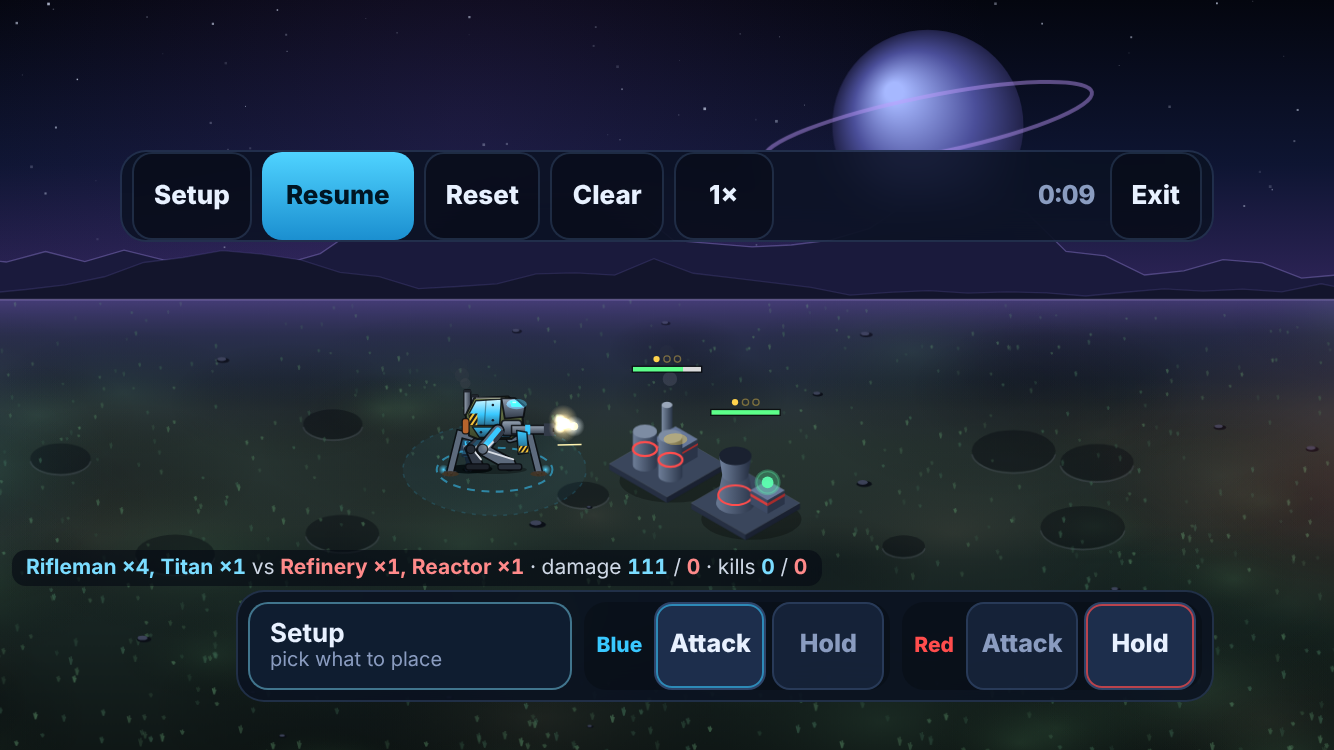 Setup Resume Reset Clear 1× 0:09 Exit
Rifleman ×4, Titan ×1 vs Refinery ×1, Reactor ×1 · damage 111 / 0 · kills 0 / 0
Setup
pick what to place
Blue Attack Hold Red Attack Hold